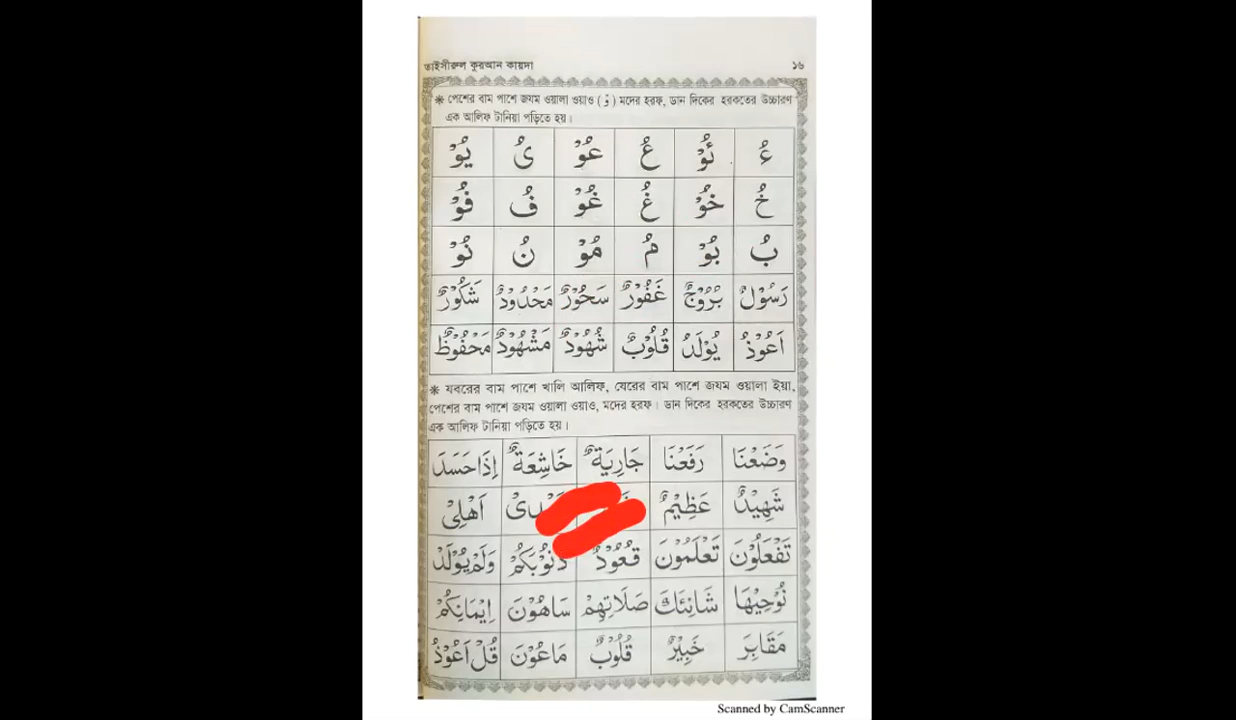 তাইসীরুল কুরআন কায়দা ১৬
* পেশের বাম পাশে জযম ওয়ালা ওয়াও (وْ) মদের হরফ, ডান দিকের হরকতের উচ্চারণ
এক আলিফ টানিয়া পড়িতে হয়।
ءُ ئُوْ عُ عُوْ ىُ يُوْ
خُ خُوْ غُ غُوْ فُ فُوْ
بُ بُوْ مُ مُوْ نُ نُوْ
رَسُوْلٌ بُرُوْجٌ غَفُوْرٌ سَحُوْرٌ مَحْدُوْدٌ شَكُوْرٌ
اَعُوْذُ يُوْلَدُ قُلُوْبٌ شُهُوْدٌ مَشْهُوْدٌ مَحْفُوْظٌ
* যবরের বাম পাশে খালি আলিফ, যেরের বাম পাশে জযম ওয়ালা ইয়া,
পেশের বাম পাশে জযম ওয়ালা ওয়াও, মদের হরফ। ডান দিকের হরকতের উচ্চারণ
এক আলিফ টানিয়া পড়িতে হয়।
وَضَعْنَا رَفَعْنَا جَارِيَةٌ خَاشِعَةٌ اِذَا حَسَدَ
شَهِيْدٌ عَظِيْمٌ اَهْلِىْ
تَفْعَلُوْنَ تَعْلَمُوْنَ قُعُوْدٌ ذُنُوْبَكُمْ وَلَمْ يُوْلَدْ
نُوْحِيْهَا شَانِئَكَ صَلَاتِهِمْ سَاهُوْنَ اِيْمَانِكُمْ
مَقَابِرَ خَبِيْرٌ قُلُوْبٌ مَاعُوْنَ قُلْ اَعُوْذُ
Scanned by CamScanner